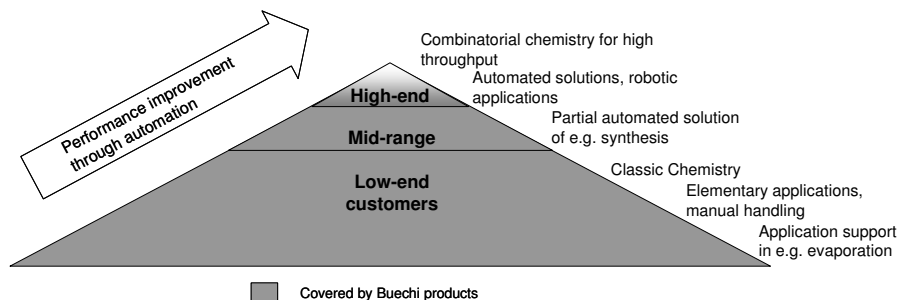 Performance improvement
through automation
Combinatorial chemistry for high
throughput
Automated solutions, robotic
applications
High-end
Partial automated solution
of e.g. synthesis
Mid-range
Classic Chemistry
Low-end
customers
Elementary applications,
manual handling
Application support
in e.g. evaporation
Covered by Buechi products